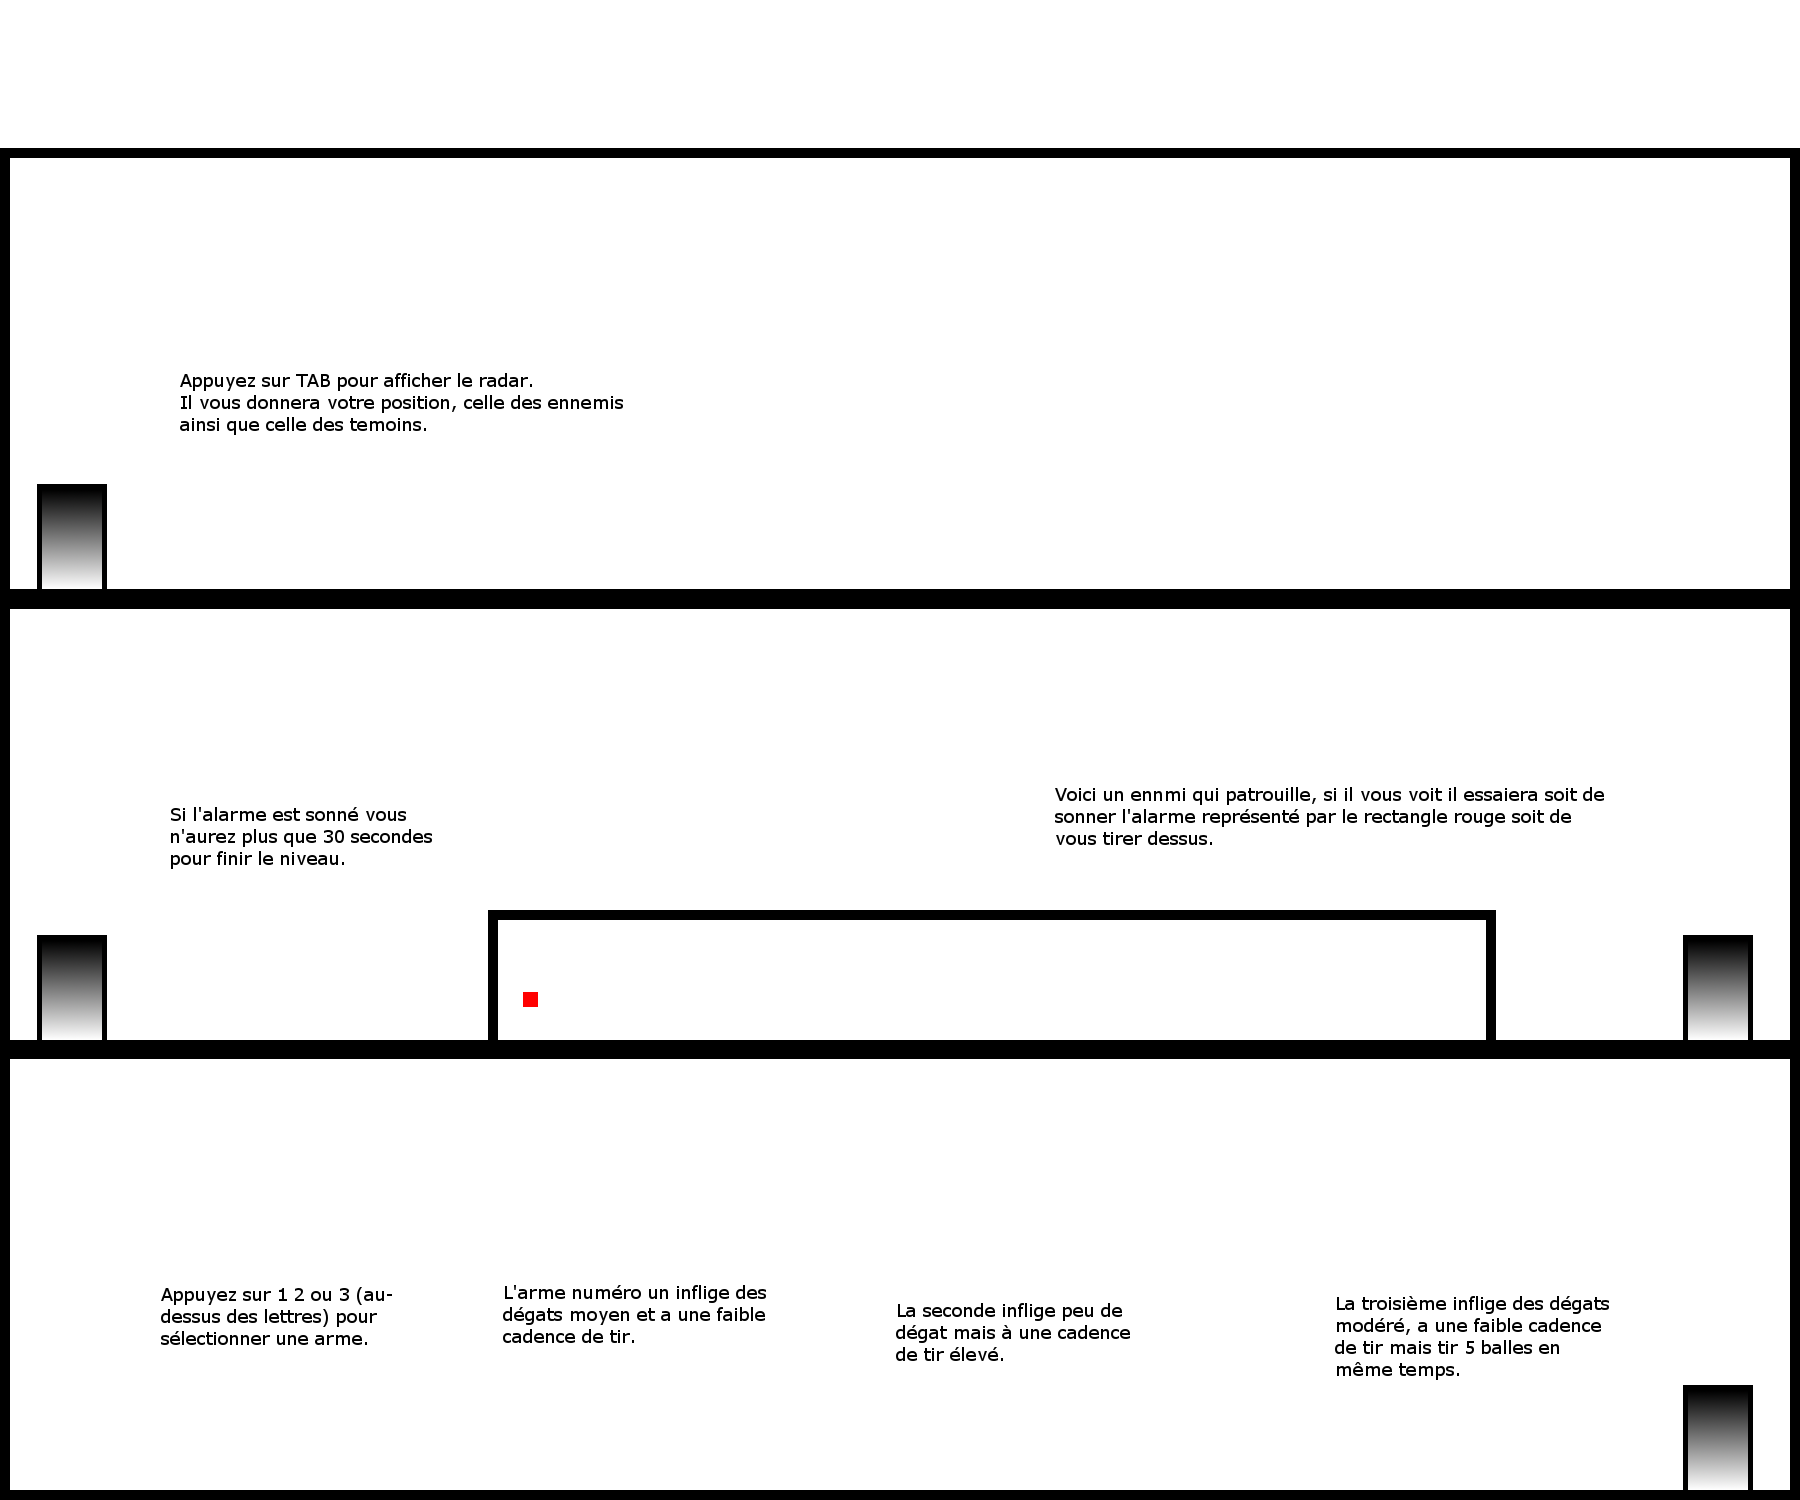 Appuyez sur TAB pour afficher le radar.
Il vous donnera votre position, celle des ennemis
ainsi que celle des temoins.
Si l'alarme est sonné vous
n'aurez plus que 30 secondes
pour finir le niveau.
Voici un ennmi qui patrouille, si il vous voit il essaiera soit de
sonner l'alarme représenté par le rectangle rouge soit de
vous tirer dessus.
Appuyez sur 1 2 ou 3 (au-
dessus des lettres) pour
sélectionner une arme.
L'arme numéro un inflige des
dégats moyen et a une faible
cadence de tir.
La seconde inflige peu de
dégat mais à une cadence
de tir élevé.
La troisième inflige des dégats
modéré, a une faible cadence
de tir mais tir 5 balles en
même temps.